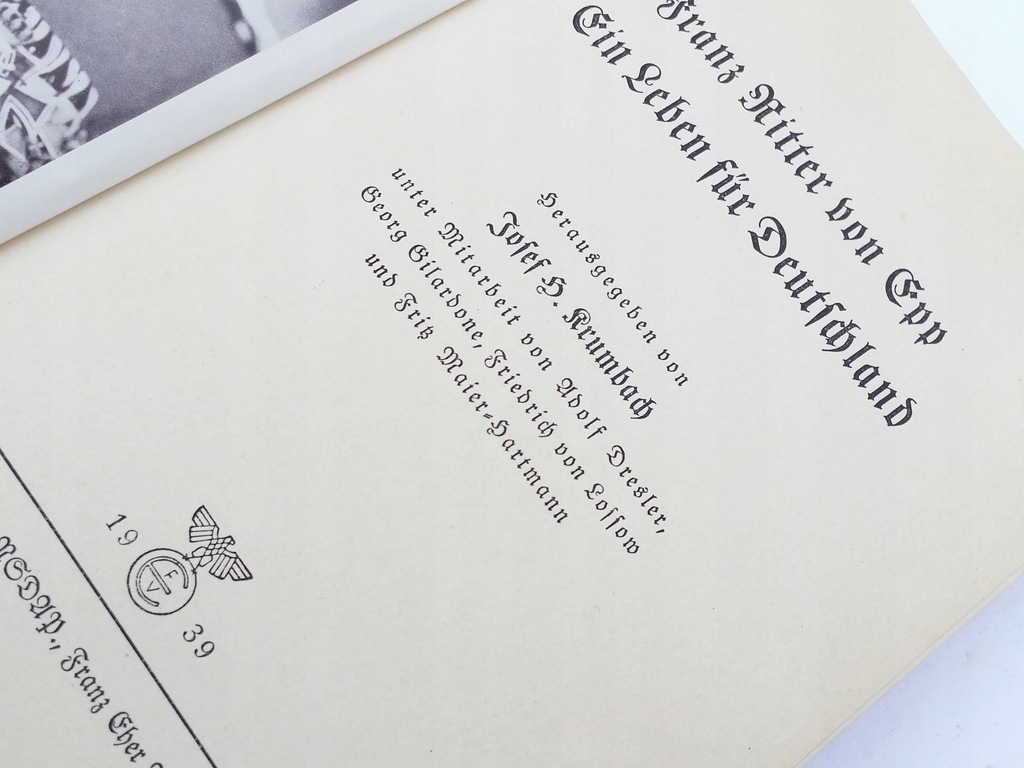 Franz Ritter von Epp
Ein Leben für Deutschland
Herausgegeben von
Josef H. Krumbach
unter Mitarbeit von Adolf Dresler,
Georg Gilardone, Friedrich von Lossow
und Fritz Maier-Hartmann
19 39
F
E
V
NSDAP., Franz Eher